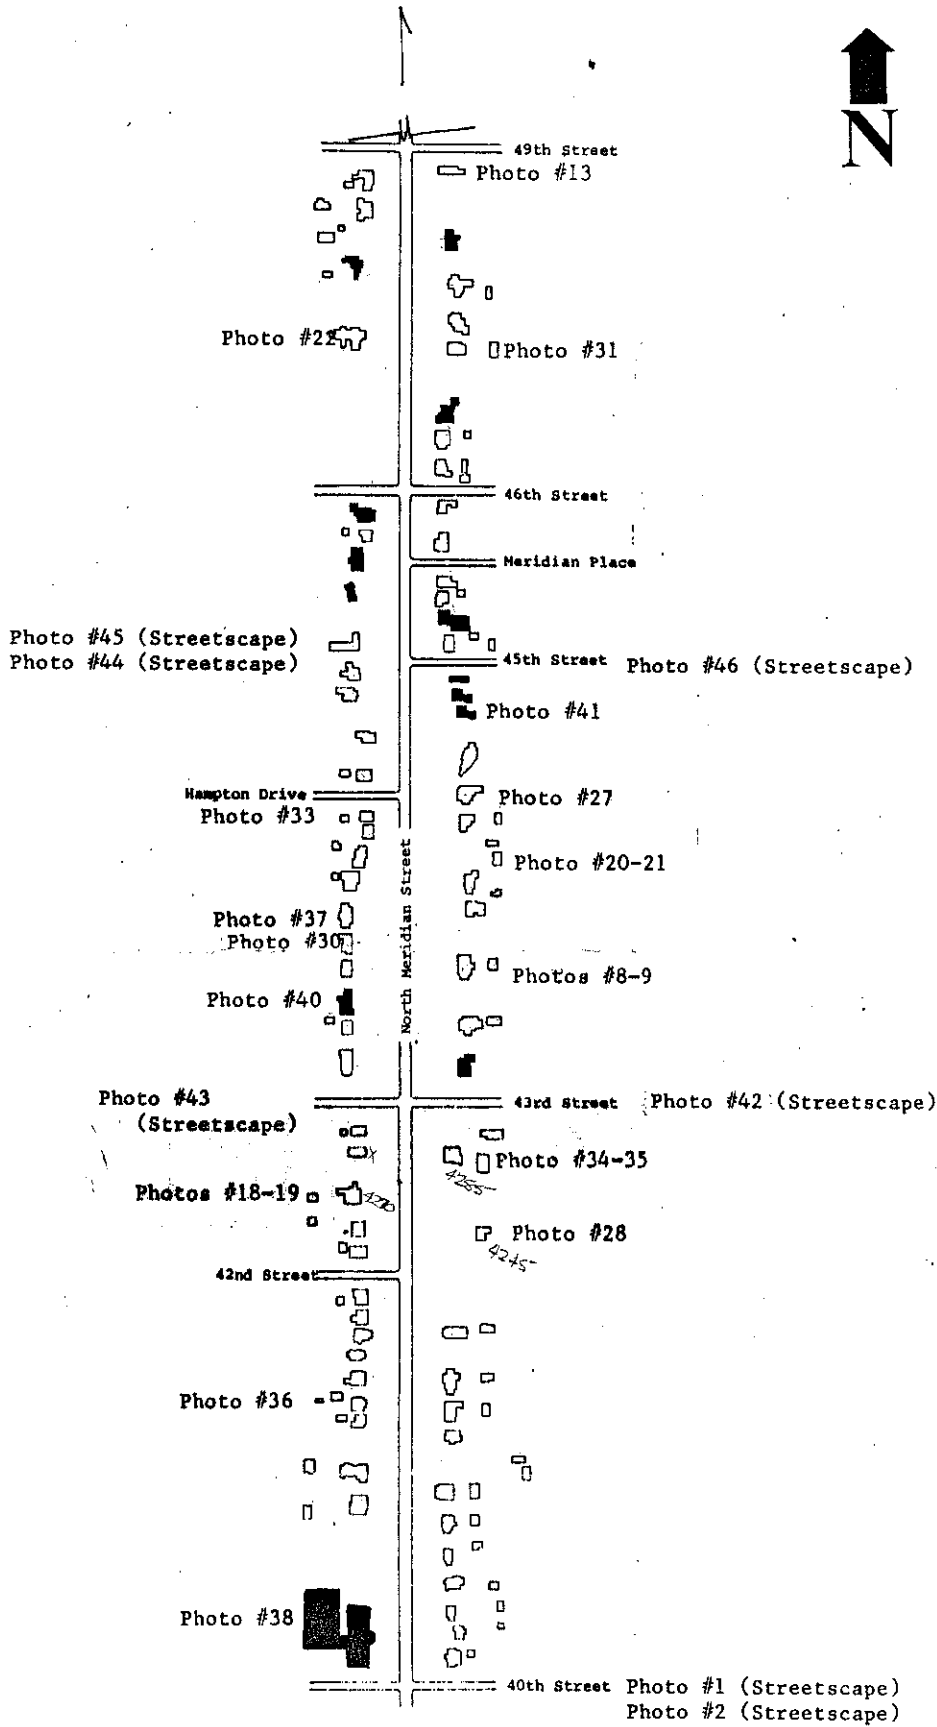 N
49th Street
Photo #13
Photo #22
Photo #31
46th Street
Meridian Place
Photo #45 (Streetscape)
Photo #44 (Streetscape)
45th Street Photo #46 (Streetscape)
Photo #41
Hampton Drive
Photo #27
Photo #33
North Meridian Street
Photo #20-21
Photo #37
Photo #30
Photos #8-9
Photo #40
Photo #43
(Streetscape)
43rd Street Photo #42 (Streetscape)
Photo #34-35
4255
Photos #18-19
4220
Photo #28
4245
42nd Street
Photo #36
Photo #38
40th Street Photo #1 (Streetscape)
Photo #2 (Streetscape)